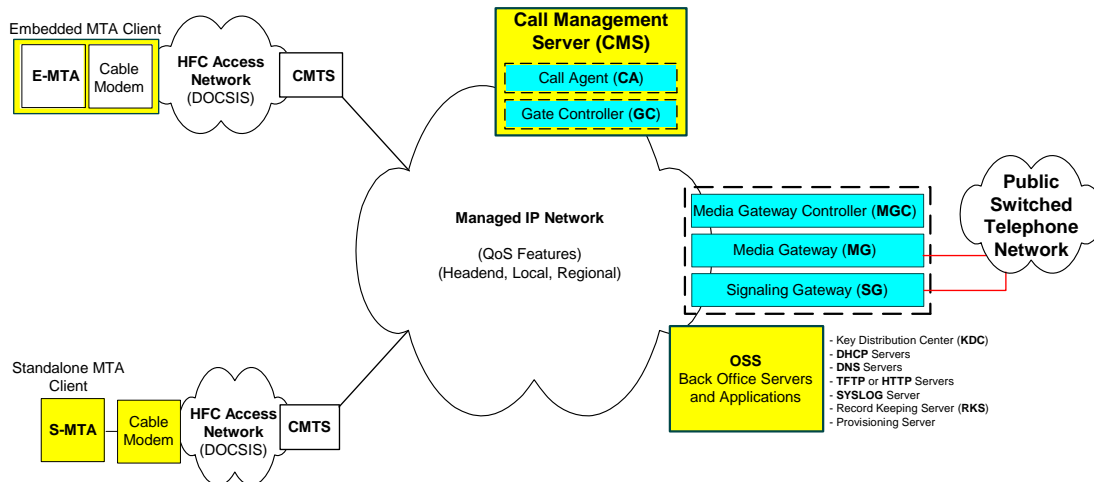 Embedded MTA Client
E-MTA
Cable
Modem
HFC Access
Network
(DOCSIS)
CMTS
Call Management
Server (CMS)
Call Agent (CA)
Gate Controller (GC)
Managed IP Network
(QoS Features)
(Headend, Local, Regional)
Media Gateway Controller (MGC)
Media Gateway (MG)
Signaling Gateway (SG)
Public
Switched
Telephone
Network
Standalone MTA
Client
S-MTA
Cable
Modem
HFC Access
Network
(DOCSIS)
CMTS
OSS
Back Office Servers
and Applications
- Key Distribution Center (KDC)
- DHCP Servers
- DNS Servers
- TFTP or HTTP Servers
- SYSLOG Server
- Record Keeping Server (RKS)
- Provisioning Server